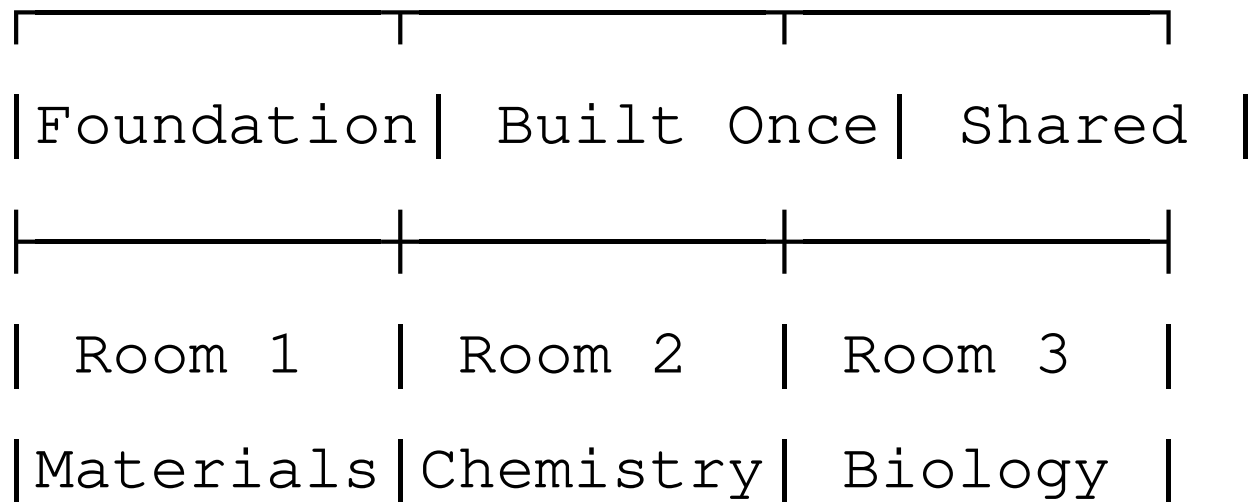 Foundation Built Once Shared
Room 1 Room 2 Room 3
Materials Chemistry Biology